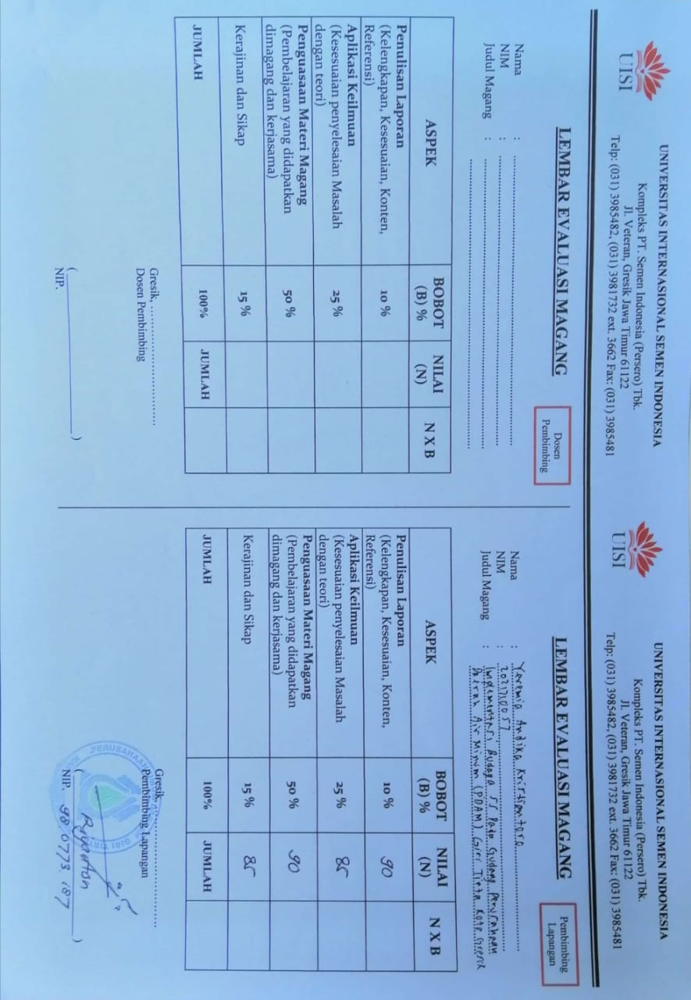 UISI
UNIVERSITAS INTERNASIONAL SEMEN INDONESIA
Kompleks PT. Semen Indonesia (Persero) Tbk.
Jl. Veteran, Gresik Jawa Timur 61122
Telp: (031) 3985482, (031) 3981732 ext. 3662 Fax: (031) 3985481
LEMBAR EVALUASI MAGANG
Dosen
Pembimbing
Nama :
NIM :
Judul Magang :
ASPEK BOBOT (B) % NILAI (N) N X B
Penulisan Laporan
(Kelengkapan, Kesesuaian, Konten, 10 %
Referensi)
Aplikasi Keilmuan
(Kesesuaian penyelesaian Masalah 25 %
dengan teori)
Penguasaan Materi Magang
(Pembelajaran yang didapatkan 50 %
dimagang dan kerjasama)
Kerajinan dan Sikap 15 %
JUMLAH 100% JUMLAH
Gresik,
Dosen Pembimbing
( )
NIP.
UISI
UNIVERSITAS INTERNASIONAL SEMEN INDONESIA
Kompleks PT. Semen Indonesia (Persero) Tbk.
Jl. Veteran, Gresik Jawa Timur 61122
Telp: (031) 3985482, (031) 3981732 ext. 3662 Fax: (031) 3985481
LEMBAR EVALUASI MAGANG
Pembimbing
Lapangan
Nama : Yeremia Andika Kristiantara
NIM :
Judul Magang : Implementasi Budaya 5S Pada Gudang Perusahaan
Daerah Air Minum (PDAM) Giri Tirta Kota Gresik
ASPEK BOBOT (B) % NILAI (N) N X B
Penulisan Laporan
(Kelengkapan, Kesesuaian, Konten, 10 % 90
Referensi)
Aplikasi Keilmuan
(Kesesuaian penyelesaian Masalah 25 % 85
dengan teori)
Penguasaan Materi Magang
(Pembelajaran yang didapatkan 50 % 90
dimagang dan kerjasama)
Kerajinan dan Sikap 15 % 85
JUMLAH 100% JUMLAH
Gresik,
Pembimbing Lapangan
PERUSAHAAN
GIRI TIRTA
( )
NIP. 98 0773 187